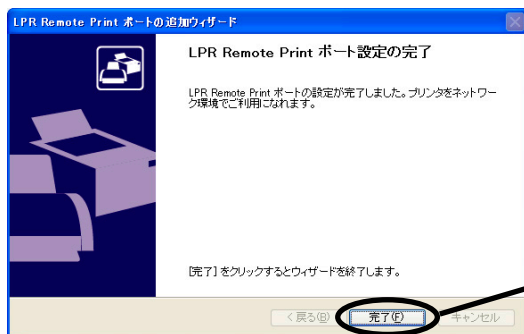 LPR Remote Print ポートの追加ウィザード
LPR Remote Print ポート設定の完了
LPR Remote Print ポートの設定が完了しました。プリンタをネットワー
ク環境でご利用になれます。
[完了] をクリックするとウィザードを終了します。
< 戻る(B) 完了(F) キャンセル